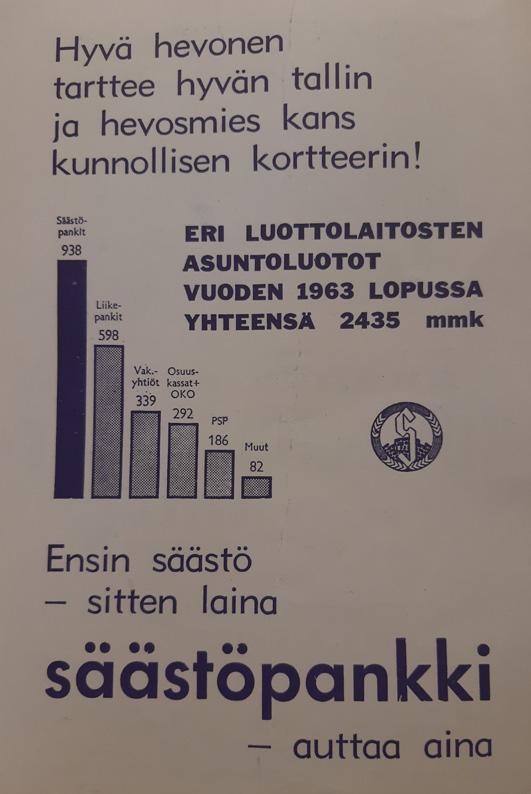 Hyvä hevonen
tarttee hyvän tallin
ja hevosmies kans
kunnollisen kortteerin!
ERI LUOTTOLAITOSTEN
ASUNTOLUOTOT
VUODEN 1963 LOPUSSA
YHTEENSÄ 2435 mmk
Säästö-
pankit
938
Liike-
pankit
598
Vak.-
yhtiöt
339
Osuus-
kassat+
OKO
292
PSP
186
Muut
82
Ensin säästö
– sitten laina
säästöpankki
– auttaa aina